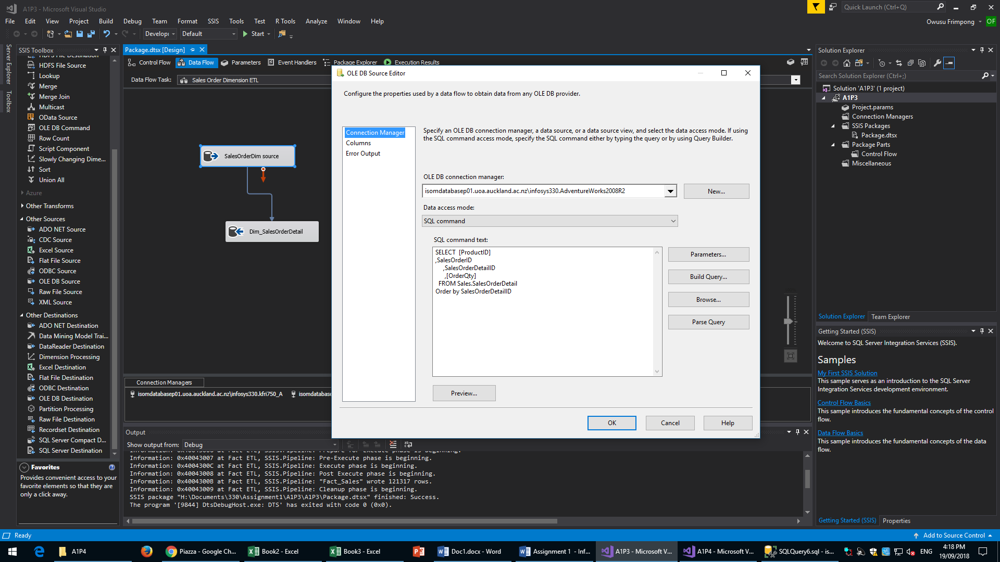 A1P3 - Microsoft Visual Studio
Quick Launch (Ctrl+Q)
File Edit View Project Build Debug Team Format SSIS Tools Test R Tools Analyze Window Help
Owusu Frimpong OF
Developi Default Start
Server Explorer
Toolbox
SSIS Toolbox
HDFS File Destination
HDFS File Source
Lookup
Merge
Merge Join
Multicast
OData Source
OLE DB Command
Row Count
Script Component
Slowly Changing Dime...
Sort
Union All
Azure
Other Transforms
Other Sources
ADO NET Source
CDC Source
Excel Source
Flat File Source
ODBC Source
OLE DB Source
Raw File Source
XML Source
Other Destinations
ADO NET Destination
Data Mining Model Trai...
DataReader Destination
Dimension Processing
Excel Destination
Flat File Destination
ODBC Destination
OLE DB Destination
Partition Processing
Raw File Destination
Recordset Destination
SQL Server Compact D...
SQL Server Destination
Favorites
Provides convenient access to your
favorite elements so that they are
only a click away.
Package.dtsx [Design]
Control Flow Data Flow Parameters Event Handlers Package Explorer Execution Results
Data Flow Task: Sales Order Dimension ETL
SalesOrderDim source
Dim_SalesOrderDetail
Connection Managers
isomdatabasep01.uoa.auckland.ac.nz\infosys330.kfri750_A isomdatabase
OLE DB Source Editor
Configure the properties used by a data flow to obtain data from any OLE DB provider.
Connection Manager
Columns
Error Output
Specify an OLE DB connection manager, a data source, or a data source view, and select the data access mode. If using
the SQL command access mode, specify the SQL command either by typing the query or by using Query Builder.
OLE DB connection manager:
isomdatabasep01.uoa.auckland.ac.nz\infosys330.AdventureWorks2008R2
New...
Data access mode:
SQL command
SQL command text:
SELECT [ProductID]
,SalesOrderID
,SalesOrderDetailID
,[OrderQty]
FROM Sales.SalesOrderDetail
Order by SalesOrderDetailID
Parameters...
Build Query...
Browse...
Parse Query
Preview...
OK Cancel Help
Output
Show output from: Debug
Information: 0x40043006 at Fact ETL, SSIS.Pipeline: Prepare for Execute phase is beginning.
Information: 0x40043007 at Fact ETL, SSIS.Pipeline: Pre-Execute phase is beginning.
Information: 0x4004300C at Fact ETL, SSIS.Pipeline: Execute phase is beginning.
Information: 0x40043008 at Fact ETL, SSIS.Pipeline: Post Execute phase is beginning.
Information: 0x4004300B at Fact ETL, SSIS.Pipeline: "Fact_Sales" wrote 121317 rows.
Information: 0x40043009 at Fact ETL, SSIS.Pipeline: Cleanup phase is beginning.
SSIS package "H:\Documents\330\Assignment1\A1P3\A1P3\Package.dtsx" finished: Success.
The program '[9844] DtsDebugHost.exe: DTS' has exited with code 0 (0x0).
Solution Explorer
Search Solution Explorer (Ctrl+;)
Solution 'A1P3' (1 project)
A1P3
Project.params
Connection Managers
SSIS Packages
Package.dtsx
Package Parts
Control Flow
Miscellaneous
Solution Explorer Team Explorer
Getting Started (SSIS)
Welcome to SQL Server Integration Services (SSIS).
Samples
My First SSIS Solution
This sample serves as an introduction to the SQL Server
Integration Services development environment.
Control Flow Basics
This sample introduces the fundamental concepts of the control
flow.
Data Flow Basics
This sample introduces the fundamental concepts of the data
flow.
Getting Started (SSIS) Properties
Ready
Add to Source Control
A1P4
Piazza - Google Ch...
Book2 - Excel
Book3 - Excel
Doc1.docx - Word
Assignment 1 - Inf...
A1P3 - Microsoft V...
A1P4 - Microsoft V...
SQLQuery6.sql - is...
ENG
4:18 PM
19/09/2018